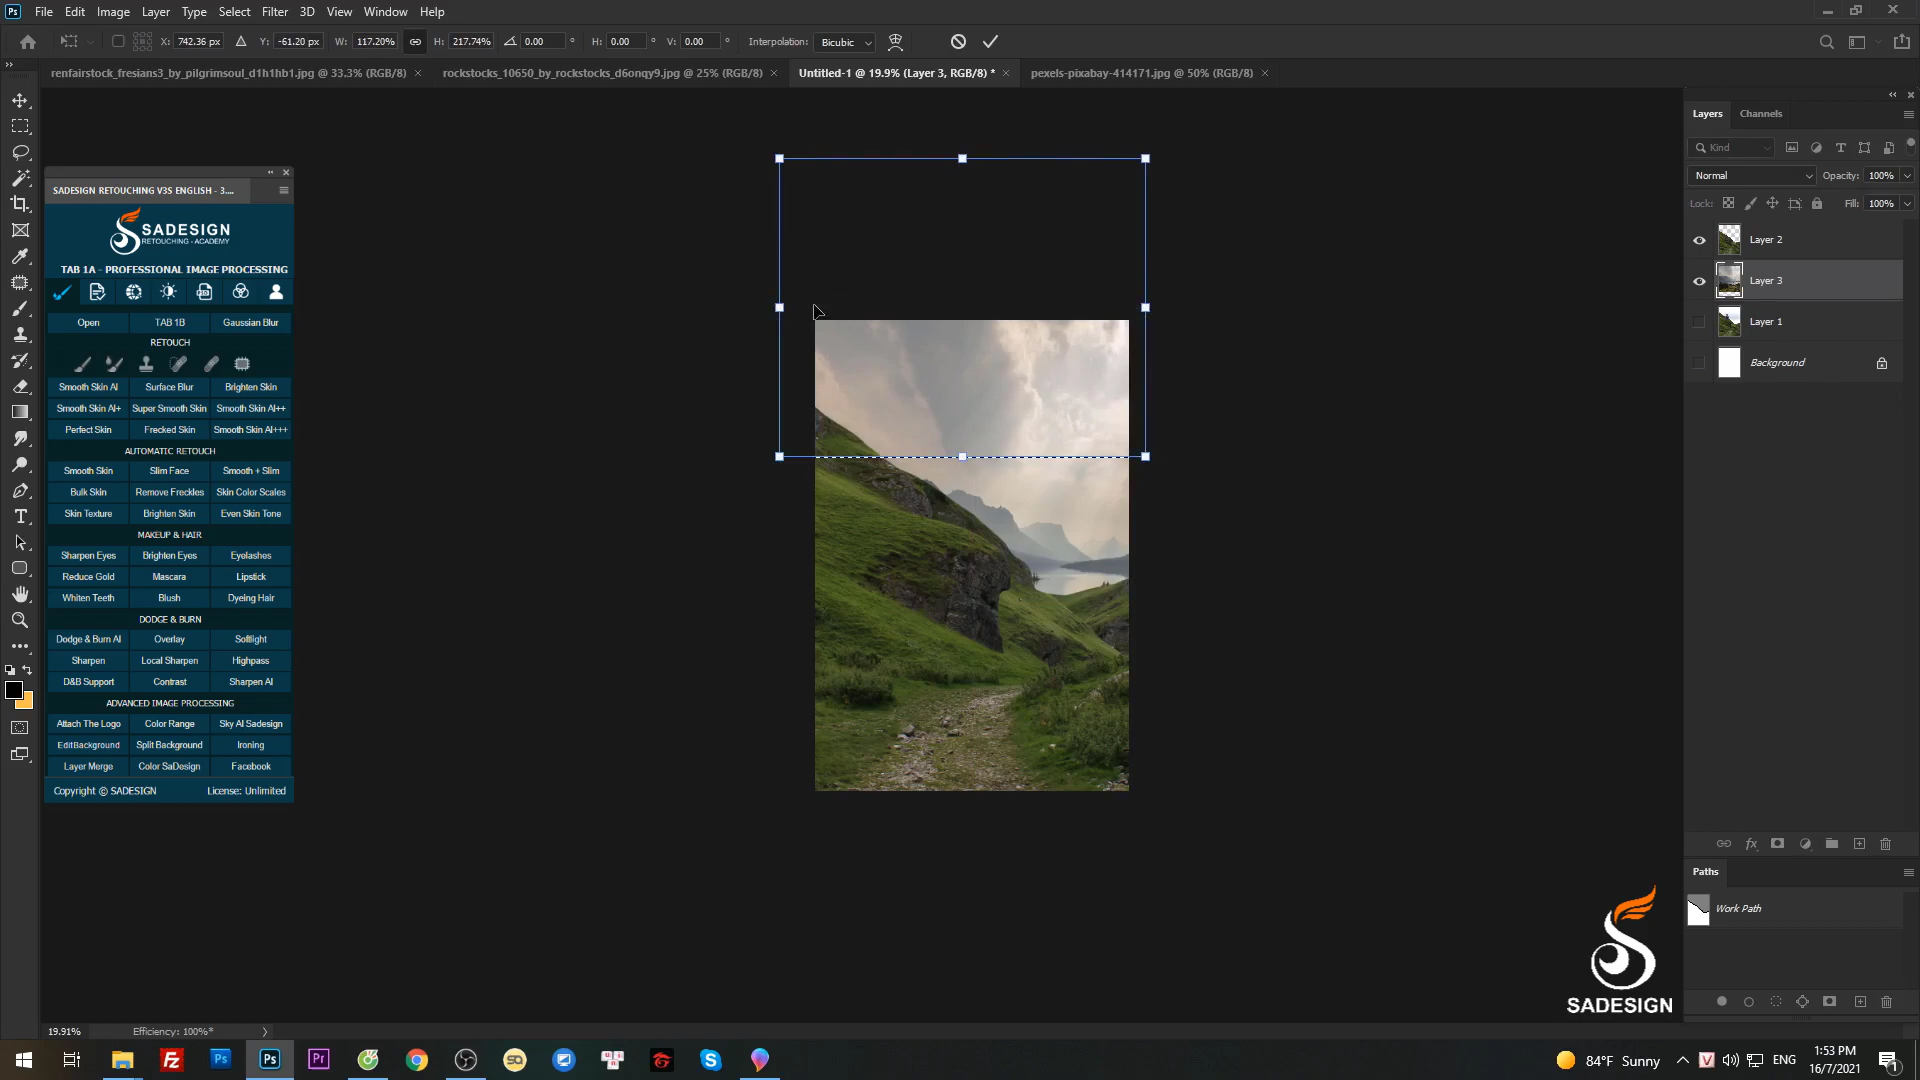 Ps File Edit Image Layer Type Select Filter 3D View Window Help
X: 742.36 px Y: -61.20 px W: 117.20% H: 217.74% 0.00 ° H: 0.00 ° V: 0.00 ° Interpolation: Bicubic
renfairstock_fresians3_by_pilgrimsoul_d1h1hb1.jpg @ 33.3% (RGB/8) × rockstocks_10650_by_rockstocks_d6onqy9.jpg @ 25% (RGB/8) × Untitled-1 @ 19.9% (Layer 3, RGB/8) * × pexels-pixabay-414171.jpg @ 50% (RGB/8) ×
SADESIGN RETOUCHING V3S ENGLISH - 3....
SADESIGN
RETOUCHING - ACADEMY
TAB 1A - PROFESSIONAL IMAGE PROCESSING
Open TAB 1B Gaussian Blur
RETOUCH
Smooth Skin AI Surface Blur Brighten Skin
Smooth Skin AI+ Super Smooth Skin Smooth Skin AI++
Perfect Skin Frecked Skin Smooth Skin AI+++
AUTOMATIC RETOUCH
Smooth Skin Slim Face Smooth + Slim
Bulk Skin Remove Freckles Skin Color Scales
Skin Texture Brighten Skin Even Skin Tone
MAKEUP & HAIR
Sharpen Eyes Brighten Eyes Eyelashes
Reduce Gold Mascara Lipstick
Whiten Teeth Blush Dyeing Hair
DODGE & BURN
Dodge & Burn AI Overlay Softlight
Sharpen Local Sharpen Highpass
D&B Support Contrast Sharpen AI
ADVANCED IMAGE PROCESSING
Attach The Logo Color Range Sky AI Sadesign
EditBackground Split Background Ironing
Layer Merge Color SaDesign Facebook
Copyright © SADESIGN License: Unlimited
Layers Channels
Kind
Normal Opacity: 100%
Lock: Fill: 100%
Layer 2
Layer 3
Layer 1
Background
fx
Paths
Work Path
SADESIGN
19.91% Efficiency: 100%*
84°F Sunny ENG 1:53 PM
16/7/2021